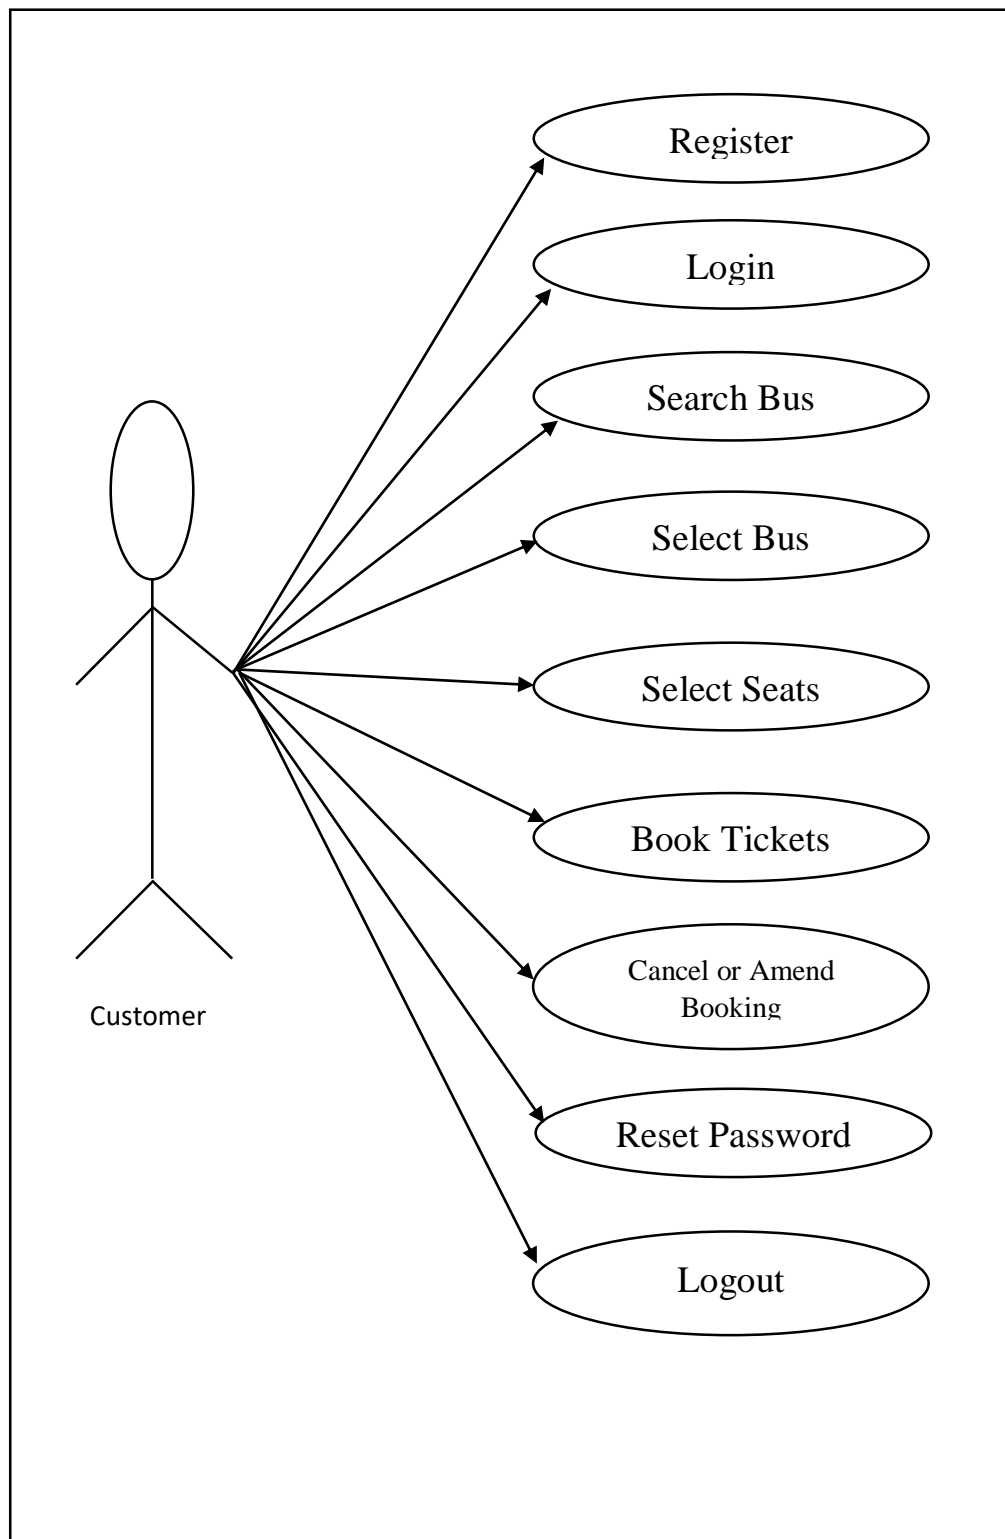 Register
Login
Search Bus
Select Bus
Select Seats
Book Tickets
Cancel or Amend
Booking
Customer
Reset Password
Logout